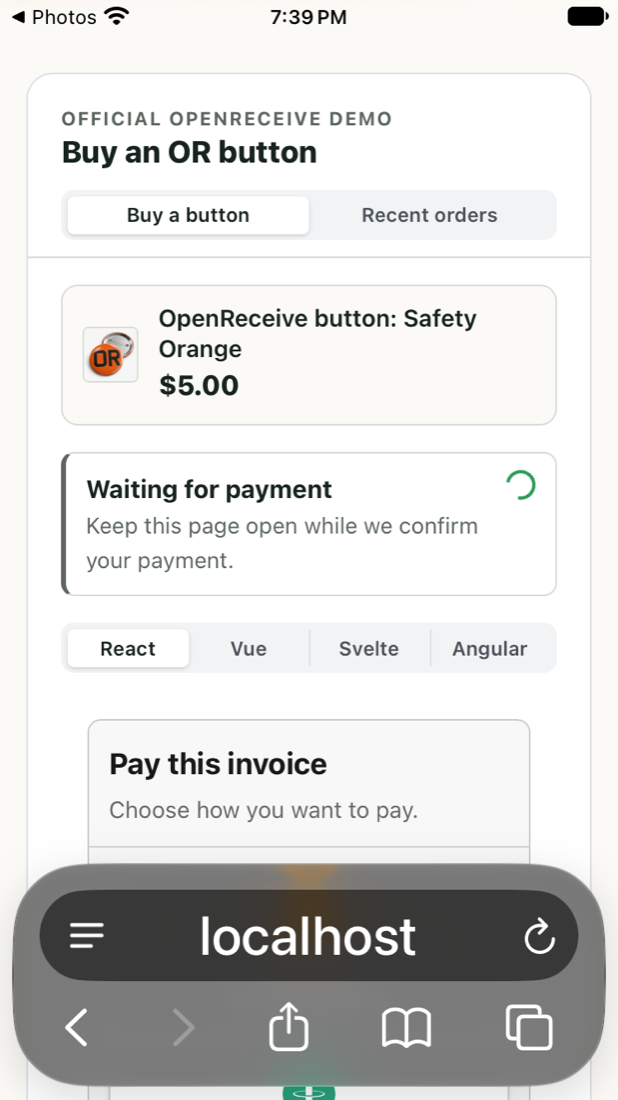 ◀ Photos
7:39 PM
OFFICIAL OPENRECEIVE DEMO
Buy an OR button
Buy a button
Recent orders
OR
OpenReceive button: Safety
Orange
$5.00
Waiting for payment
Keep this page open while we confirm
your payment.
React
Vue
Svelte
Angular
Pay this invoice
Choose how you want to pay.
localhost